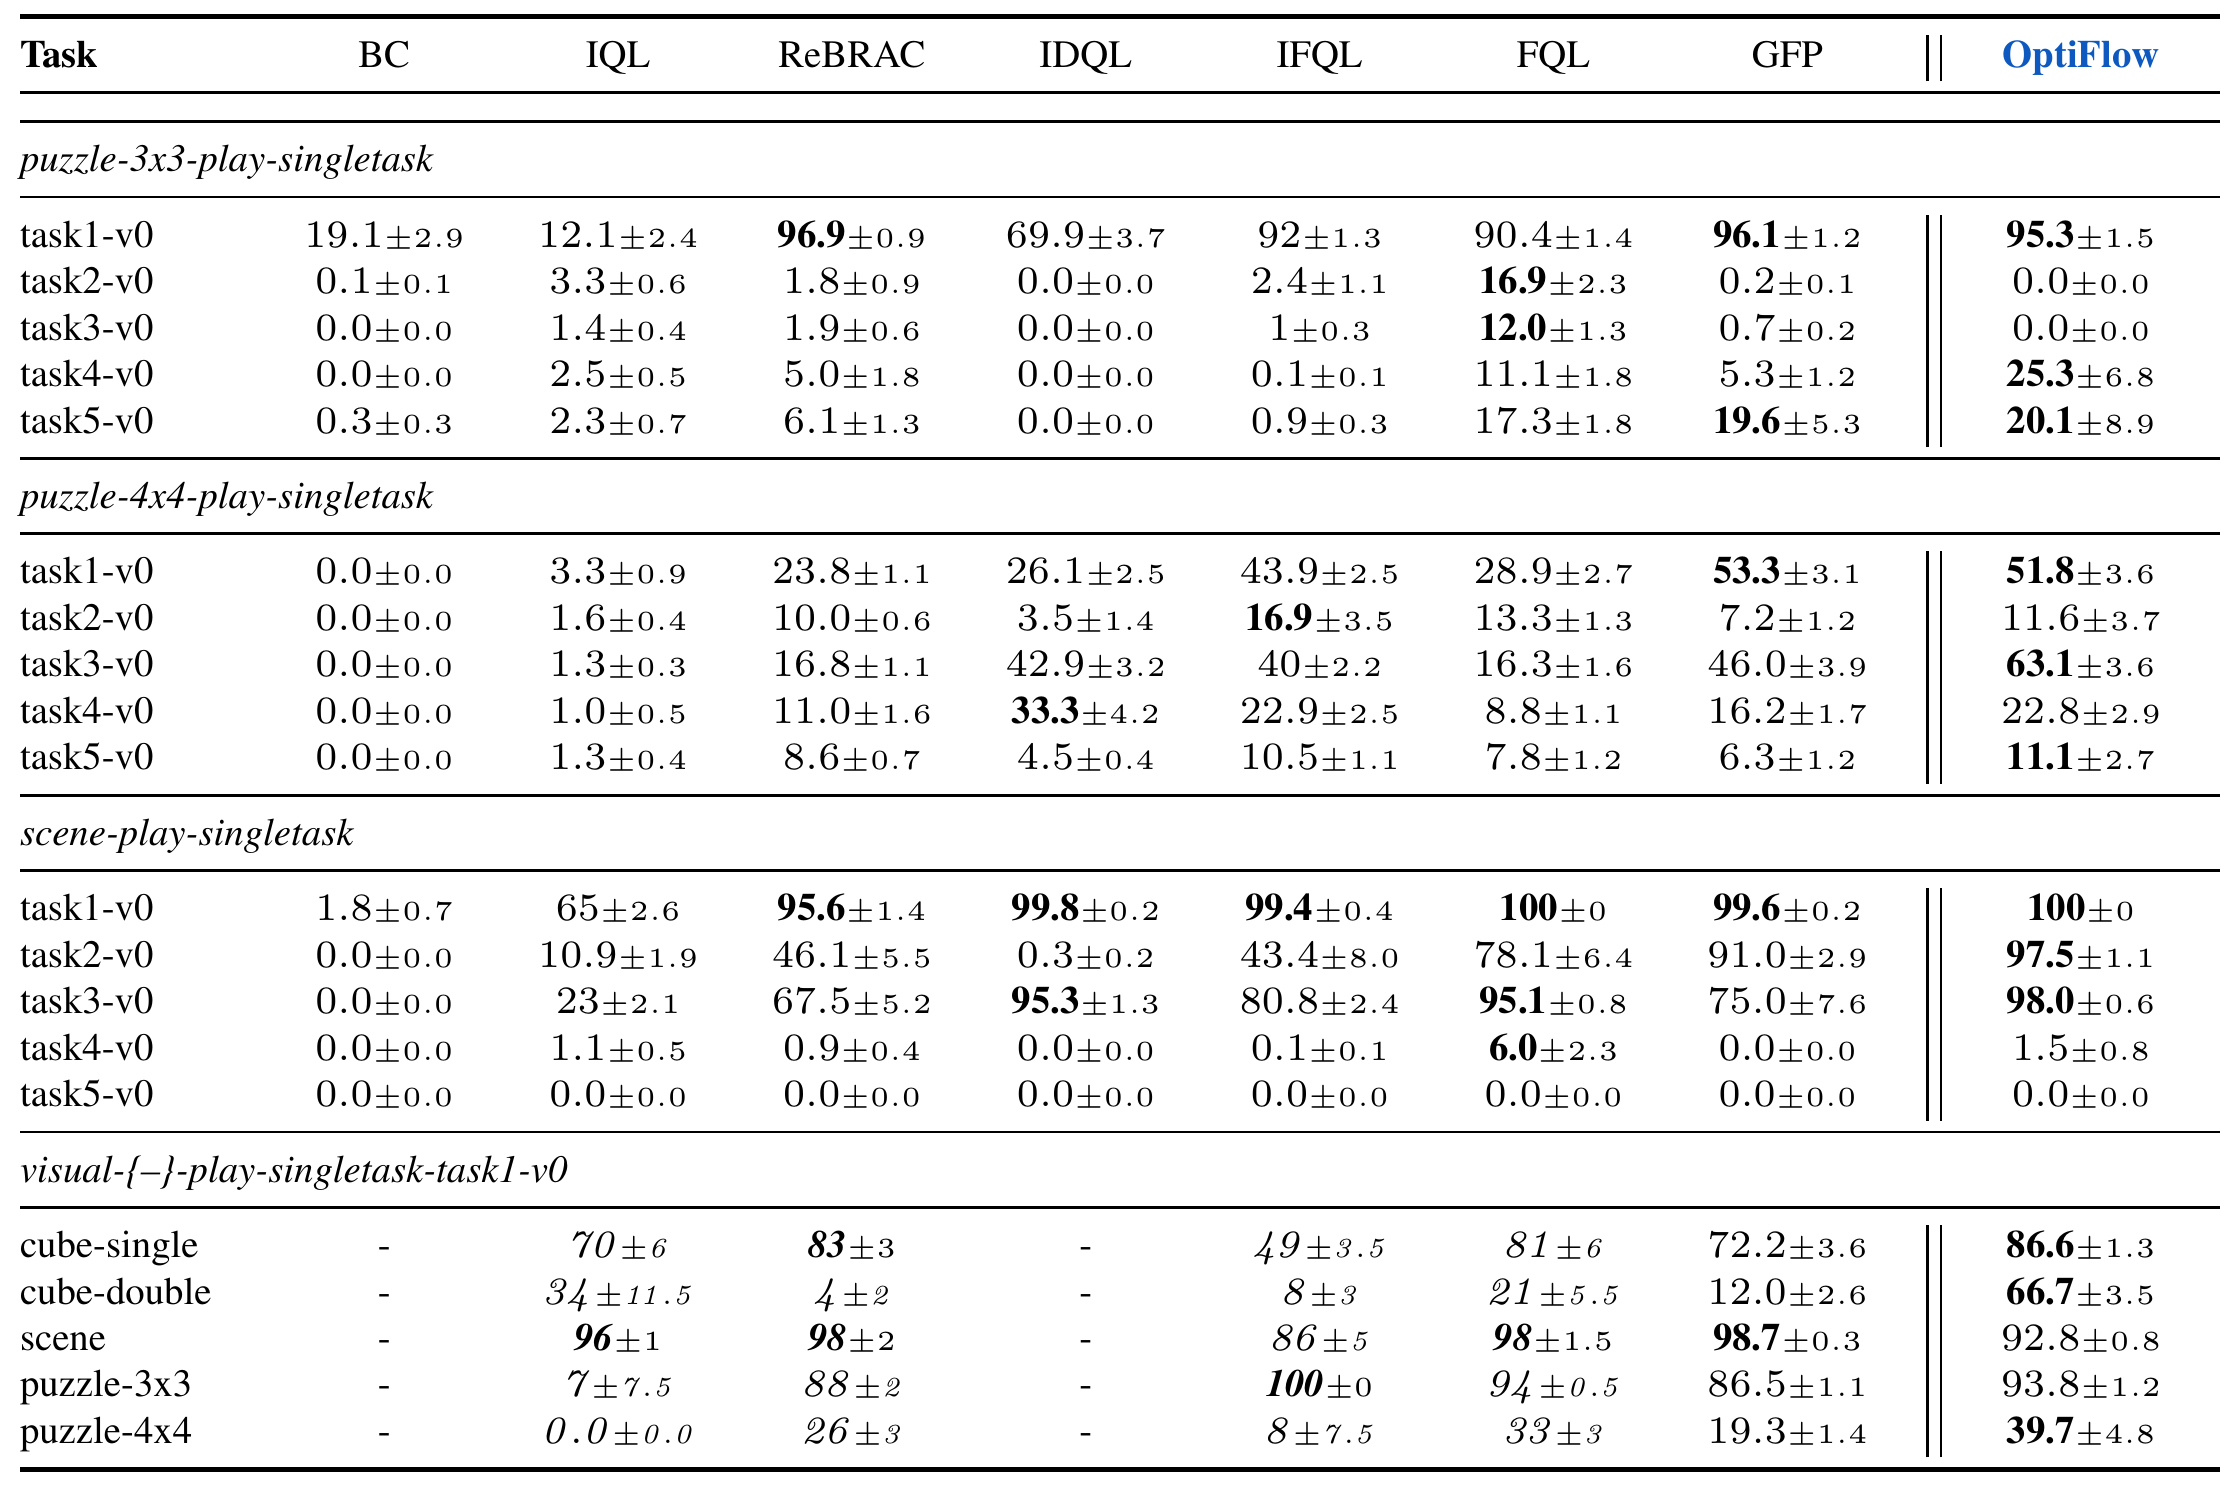 Task BC IQL ReBRAC IDQL IFQL FQL GFP OptiFlow
puzzle-3x3-play-singletask
task1-v0 19.1±2.9 12.1±2.4 96.9±0.9 69.9±3.7 92±1.3 90.4±1.4 96.1±1.2 95.3±1.5
task2-v0 0.1±0.1 3.3±0.6 1.8±0.9 0.0±0.0 2.4±1.1 16.9±2.3 0.2±0.1 0.0±0.0
task3-v0 0.0±0.0 1.4±0.4 1.9±0.6 0.0±0.0 1±0.3 12.0±1.3 0.7±0.2 0.0±0.0
task4-v0 0.0±0.0 2.5±0.5 5.0±1.8 0.0±0.0 0.1±0.1 11.1±1.8 5.3±1.2 25.3±6.8
task5-v0 0.3±0.3 2.3±0.7 6.1±1.3 0.0±0.0 0.9±0.3 17.3±1.8 19.6±5.3 20.1±8.9
puzzle-4x4-play-singletask
task1-v0 0.0±0.0 3.3±0.9 23.8±1.1 26.1±2.5 43.9±2.5 28.9±2.7 53.3±3.1 51.8±3.6
task2-v0 0.0±0.0 1.6±0.4 10.0±0.6 3.5±1.4 16.9±3.5 13.3±1.3 7.2±1.2 11.6±3.7
task3-v0 0.0±0.0 1.3±0.3 16.8±1.1 42.9±3.2 40±2.2 16.3±1.6 46.0±3.9 63.1±3.6
task4-v0 0.0±0.0 1.0±0.5 11.0±1.6 33.3±4.2 22.9±2.5 8.8±1.1 16.2±1.7 22.8±2.9
task5-v0 0.0±0.0 1.3±0.4 8.6±0.7 4.5±0.4 10.5±1.1 7.8±1.2 6.3±1.2 11.1±2.7
scene-play-singletask
task1-v0 1.8±0.7 65±2.6 95.6±1.4 99.8±0.2 99.4±0.4 100±0 99.6±0.2 100±0
task2-v0 0.0±0.0 10.9±1.9 46.1±5.5 0.3±0.2 43.4±8.0 78.1±6.4 91.0±2.9 97.5±1.1
task3-v0 0.0±0.0 23±2.1 67.5±5.2 95.3±1.3 80.8±2.4 95.1±0.8 75.0±7.6 98.0±0.6
task4-v0 0.0±0.0 1.1±0.5 0.9±0.4 0.0±0.0 0.1±0.1 6.0±2.3 0.0±0.0 1.5±0.8
task5-v0 0.0±0.0 0.0±0.0 0.0±0.0 0.0±0.0 0.0±0.0 0.0±0.0 0.0±0.0 0.0±0.0
visual-{–}-play-singletask-task1-v0
cube-single - 70±6 83±3 - 49±3.5 81±6 72.2±3.6 86.6±1.3
cube-double - 34±11.5 4±2 - 8±3 21±5.5 12.0±2.6 66.7±3.5
scene - 96±1 98±2 - 86±5 98±1.5 98.7±0.3 92.8±0.8
puzzle-3x3 - 7±7.5 88±2 - 100±0 94±0.5 86.5±1.1 93.8±1.2
puzzle-4x4 - 0.0±0.0 26±3 - 8±7.5 33±3 19.3±1.4 39.7±4.8